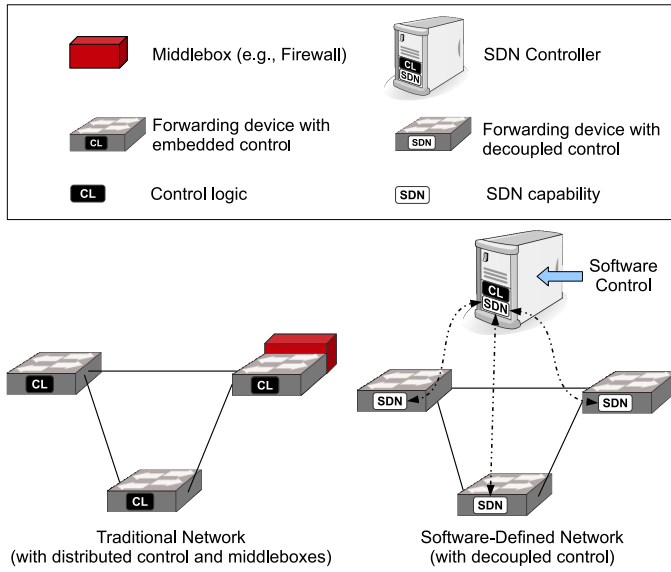 Middlebox (e.g., Firewall)
CL
SDN
SDN Controller
CL
Forwarding device with
embedded control
SDN
Forwarding device with
decoupled control
CL
Control logic
SDN
SDN capability
CL
SDN
Software
Control
CL
CL
SDN
SDN
CL
SDN
Traditional Network
(with distributed control and middleboxes)
Software-Defined Network
(with decoupled control)